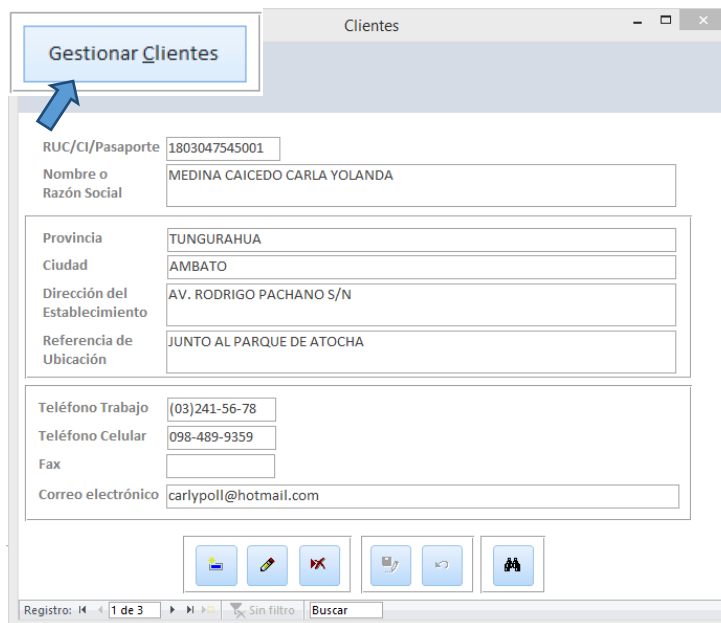 Clientes
Gestionar Clientes
RUC/CI/Pasaporte 1803047545001
Nombre o
Razón Social
MEDINA CAICEDO CARLA YOLANDA
Provincia TUNGURAHUA
Ciudad AMBATO
Dirección del
Establecimiento
AV. RODRIGO PACHANO S/N
Referencia de
Ubicación
JUNTO AL PARQUE DE ATOCHA
Teléfono Trabajo (03)241-56-78
Teléfono Celular 098-489-9359
Fax
Correo electrónico carlypoll@hotmail.com
Registro: 1 de 3 Sin filtro Buscar